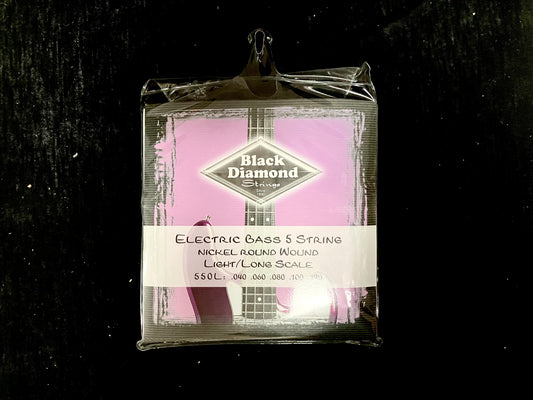 Black
Diamond
Strings
Electric Bass 5 String
nickel round Wound
Light/Long Scale
550L: .040 .060 .080 .100